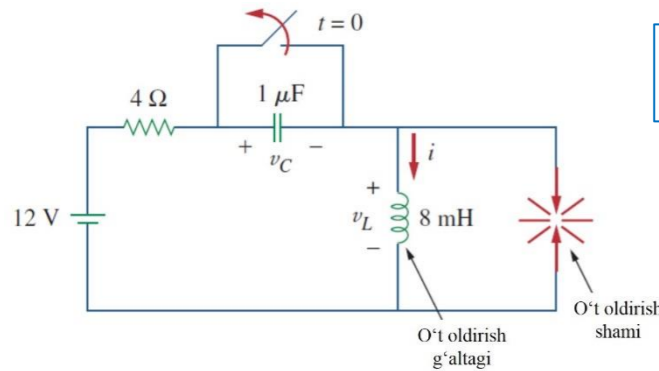 t = 0
4 Ω
1 μF
+ v_C −
i
12 V
+
v_L
−
8 mH
O‘t oldirish
g‘altagi
O‘t oldirish
shami